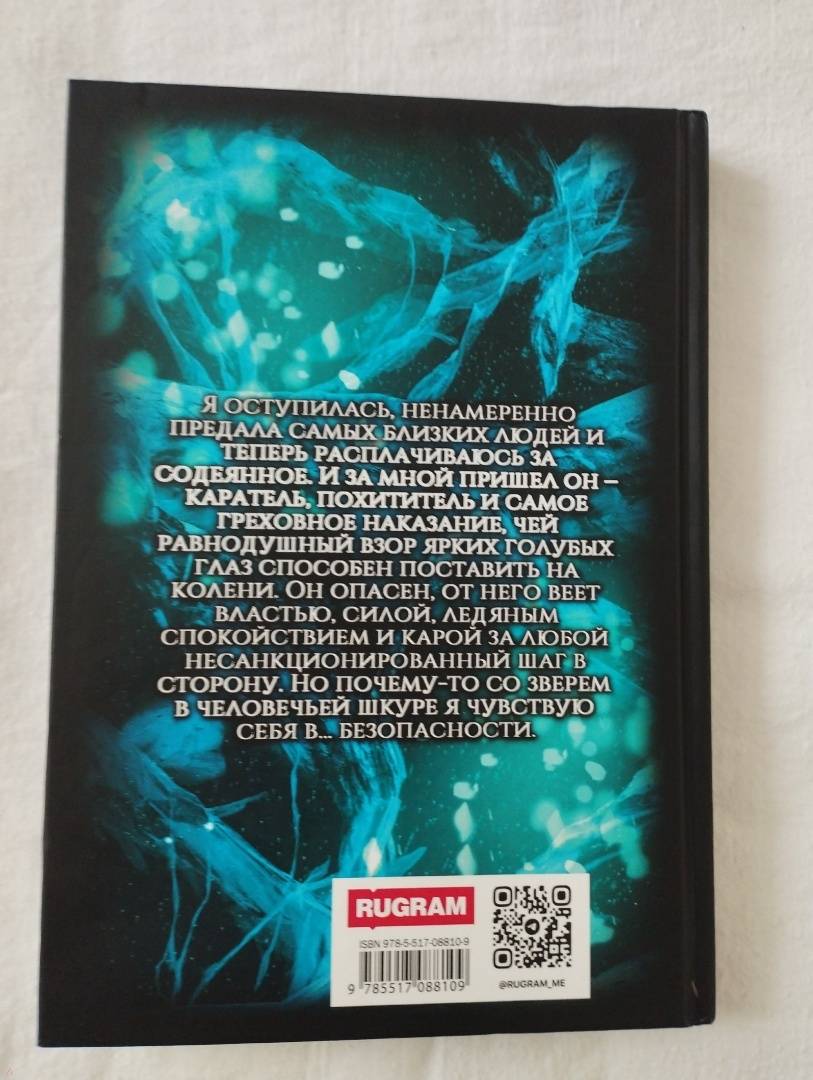 Я ОСТУПИЛАСЬ, НЕНАМЕРЕННО
ПРЕДАЛА САМЫХ БЛИЗКИХ ЛЮДЕЙ И
ТЕПЕРЬ РАСПЛАЧИВАЮСЬ ЗА
СОДЕЯННОЕ. И ЗА МНОЙ ПРИШЕЛ ОН –
КАРАТЕЛЬ, ПОХИТИТЕЛЬ И САМОЕ
ГРЕХОВНОЕ НАКАЗАНИЕ, ЧЕЙ
РАВНОДУШНЫЙ ВЗОР ЯРКИХ ГОЛУБЫХ
ГЛАЗ СПОСОБЕН ПОСТАВИТЬ НА
КОЛЕНИ. ОН ОПАСЕН, ОТ НЕГО ВЕЕТ
ВЛАСТЬЮ, СИЛОЙ, ЛЕДЯНЫМ
СПОКОЙСТВИЕМ И КАРОЙ ЗА ЛЮБОЙ
НЕСАНКЦИОНИРОВАННЫЙ ШАГ В
СТОРОНУ. НО ПОЧЕМУ-ТО СО ЗВЕРЕМ
В ЧЕЛОВЕЧЬЕЙ ШКУРЕ Я ЧУВСТВУЮ
СЕБЯ В... БЕЗОПАСНОСТИ.
RUGRAM
ISBN 978-5-517-08810-9
9 785517 088109
@RUGRAM_ME